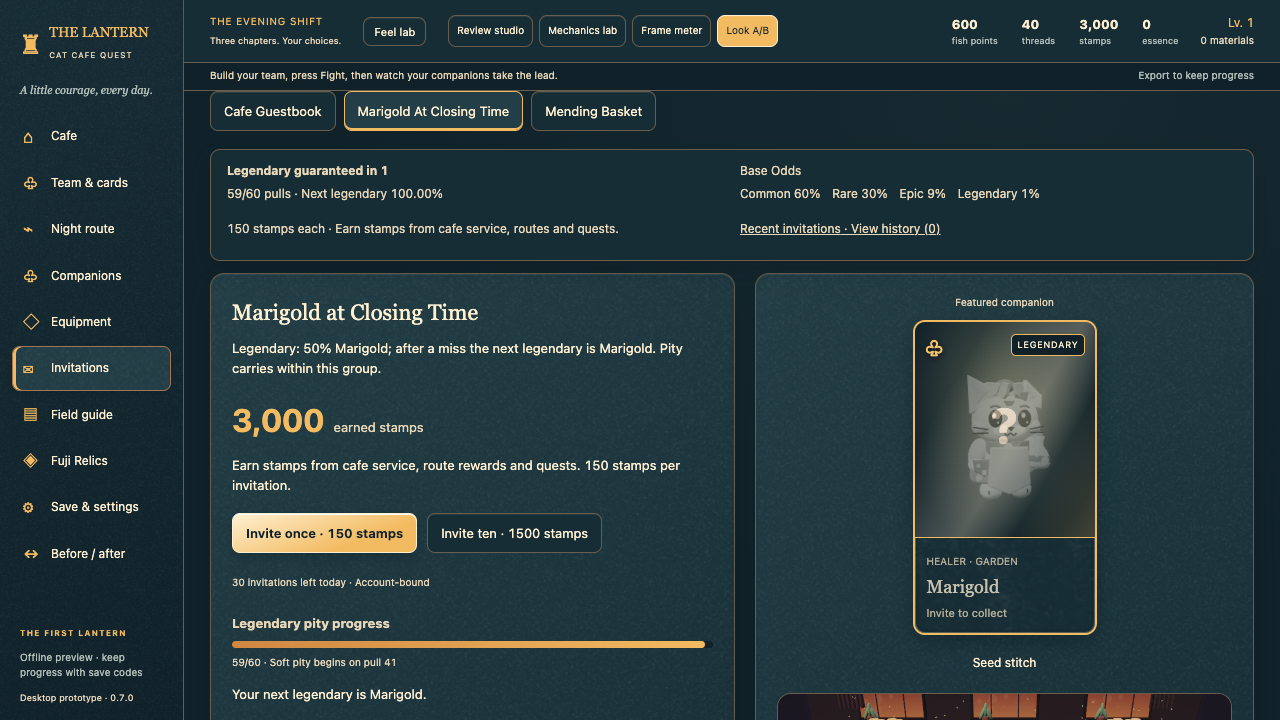 THE LANTERN
CAT CAFE QUEST
A little courage, every day.
Cafe
Team & cards
Night route
Companions
Equipment
Invitations
Field guide
Fuji Relics
Save & settings
Before / after
THE FIRST LANTERN
Offline preview · keep
progress with save codes
Desktop prototype · 0.7.0
THE EVENING SHIFT
Three chapters. Your choices.
Feel lab
Review studio
Mechanics lab
Frame meter
Look A/B
600
fish points
40
threads
3,000
stamps
0
essence
Lv. 1
0 materials
Build your team, press Fight, then watch your companions take the lead.
Export to keep progress
Cafe Guestbook
Marigold At Closing Time
Mending Basket
Legendary guaranteed in 1
59/60 pulls · Next legendary 100.00%
150 stamps each · Earn stamps from cafe service, routes and quests.
Base Odds
Common 60% Rare 30% Epic 9% Legendary 1%
Recent invitations · View history (0)
Marigold at Closing Time
Legendary: 50% Marigold; after a miss the next legendary is Marigold. Pity
carries within this group.
3,000 earned stamps
Earn stamps from cafe service, route rewards and quests. 150 stamps per
invitation.
Invite once · 150 stamps
Invite ten · 1500 stamps
30 invitations left today · Account-bound
Legendary pity progress
59/60 · Soft pity begins on pull 41
Your next legendary is Marigold.
Featured companion
LEGENDARY
?
HEALER · GARDEN
Marigold
Invite to collect
Seed stitch